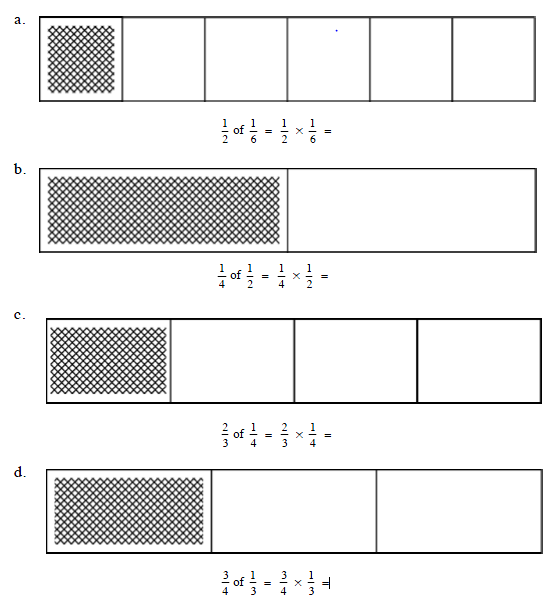 a.
1/2 of 1/6 = 1/2 × 1/6 =
b.
1/4 of 1/2 = 1/4 × 1/2 =
c.
2/3 of 1/4 = 2/3 × 1/4 =
d.
3/4 of 1/3 = 3/4 × 1/3 =